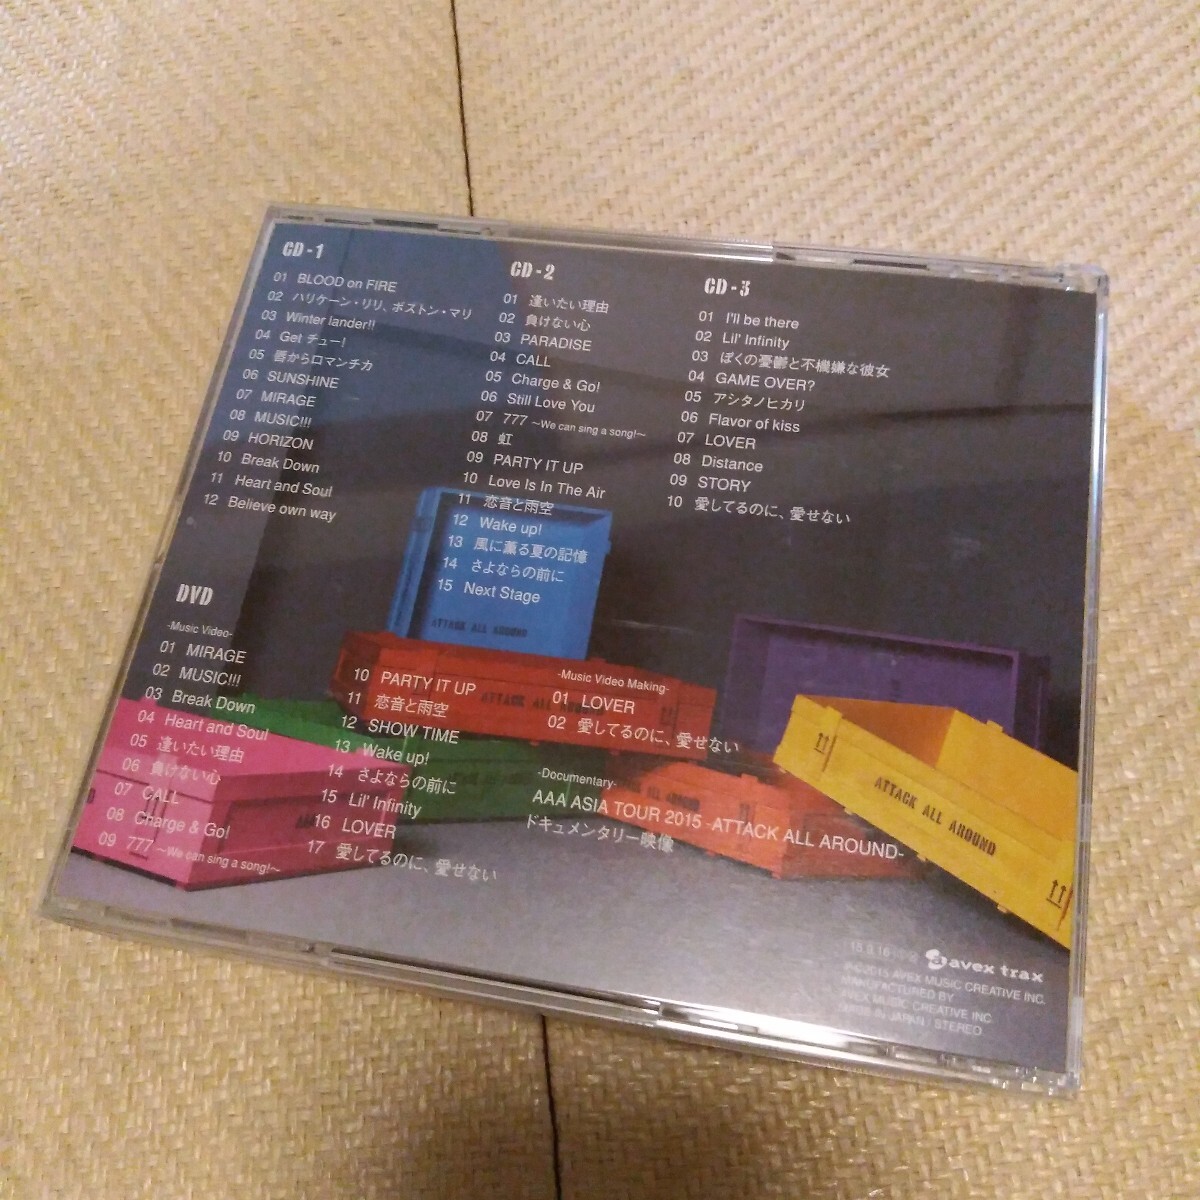 CD-1
01 BLOOD on FIRE
02 ハリケーン・リリ、ボストン・マリ
03 Winter lander!!
04 Get チュー!
05 唇からロマンチカ
06 SUNSHINE
07 MIRAGE
08 MUSIC!!!
09 HORIZON
10 Break Down
11 Heart and Soul
12 Believe own way
CD-2
01 逢いたい理由
02 負けない心
03 PARADISE
04 CALL
05 Charge & Go!
06 Still Love You
07 777 ~We can sing a song!~
08 虹
09 PARTY IT UP
10 Love Is In The Air
11 恋音と雨空
12 Wake up!
13 風に薫る夏の記憶
14 さよならの前に
15 Next Stage
CD-3
01 I'll be there
02 Lil' Infinity
03 ぼくの憂鬱と不機嫌な彼女
04 GAME OVER?
05 アシタノヒカリ
06 Flavor of kiss
07 LOVER
08 Distance
09 STORY
10 愛してるのに、愛せない
DVD
-Music Video-
01 MIRAGE
02 MUSIC!!!
03 Break Down
04 Heart and Soul
05 逢いたい理由
06 負けない心
07 CALL
08 Charge & Go!
09 777 ~We can sing a song!~
10 PARTY IT UP
11 恋音と雨空
12 SHOW TIME
13 Wake up!
14 さよならの前に
15 Lil' Infinity
16 LOVER
17 愛してるのに、愛せない
-Music Video Making-
01 LOVER
02 愛してるのに、愛せない
-Documentary-
AAA ASIA TOUR 2015 -ATTACK ALL AROUND-
ドキュメンタリー映像
ATTACK ALL AROUND
ATTACK ALL AROUND
ATTACK ALL AROUND
avex trax
2015 AVEX MUSIC CREATIVE INC.
MANUFACTURED BY
AVEX MUSIC CREATIVE INC.
MADE IN JAPAN / STEREO